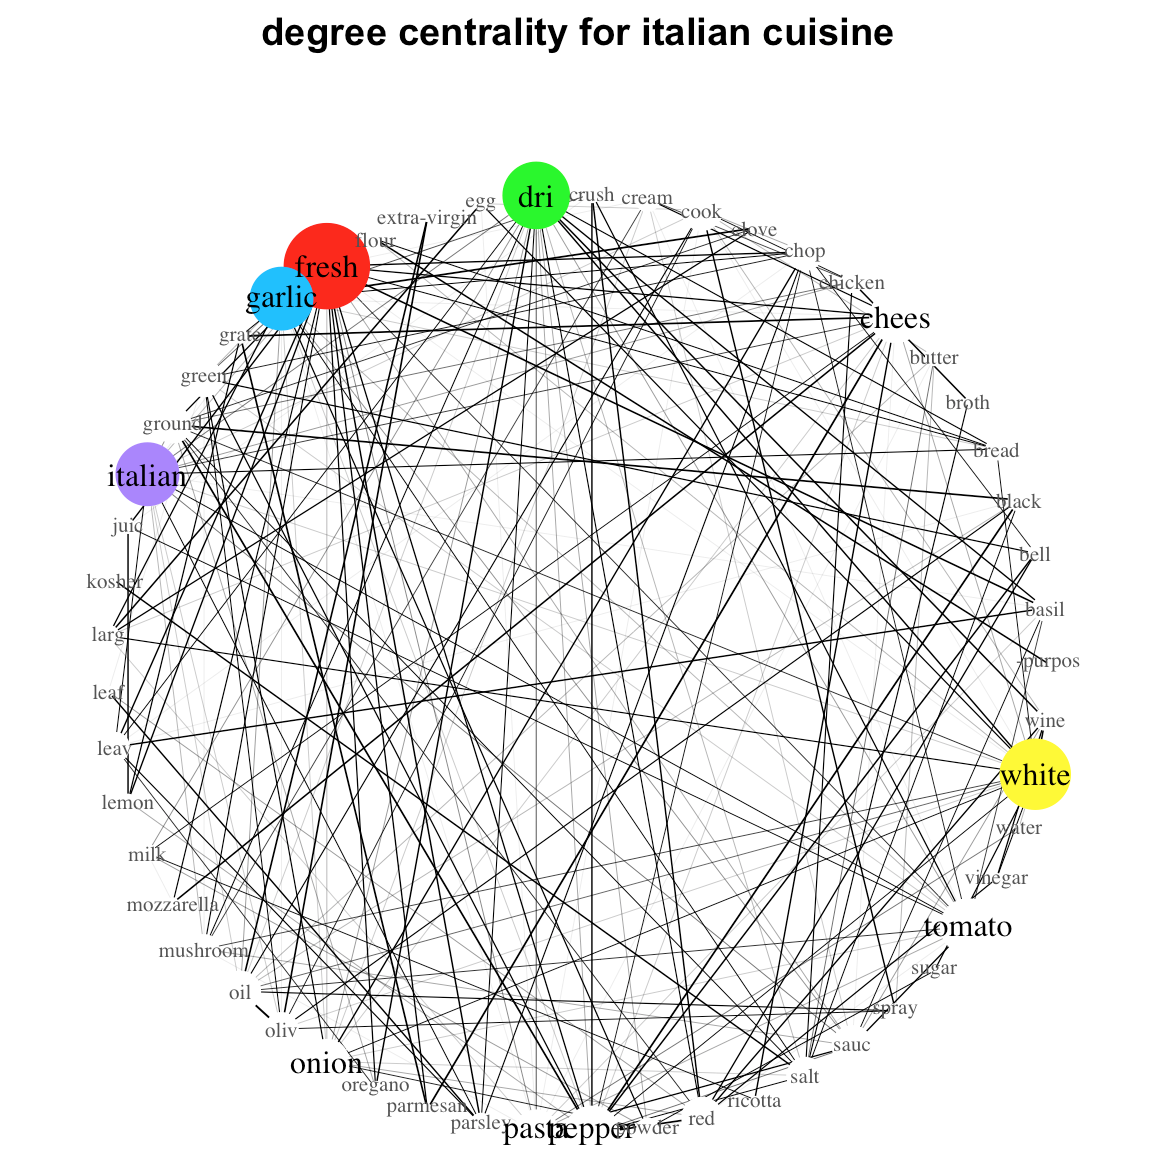 degree centrality for italian cuisine
dri
crush
cream
egg
cook
extra-virgin
clove
flour
chop
fresh
chicken
garlic
chees
grate
butter
green
broth
ground
bread
italian
black
juic
bell
kosher
basil
larg
-purpos
leaf
wine
leav
white
lemon
water
milk
vinegar
mozzarella
tomato
mushroom
sugar
oil
spray
oliv
sauc
onion
salt
oregano
ricotta
parmesan
red
parsley
powder
pasta
pepper